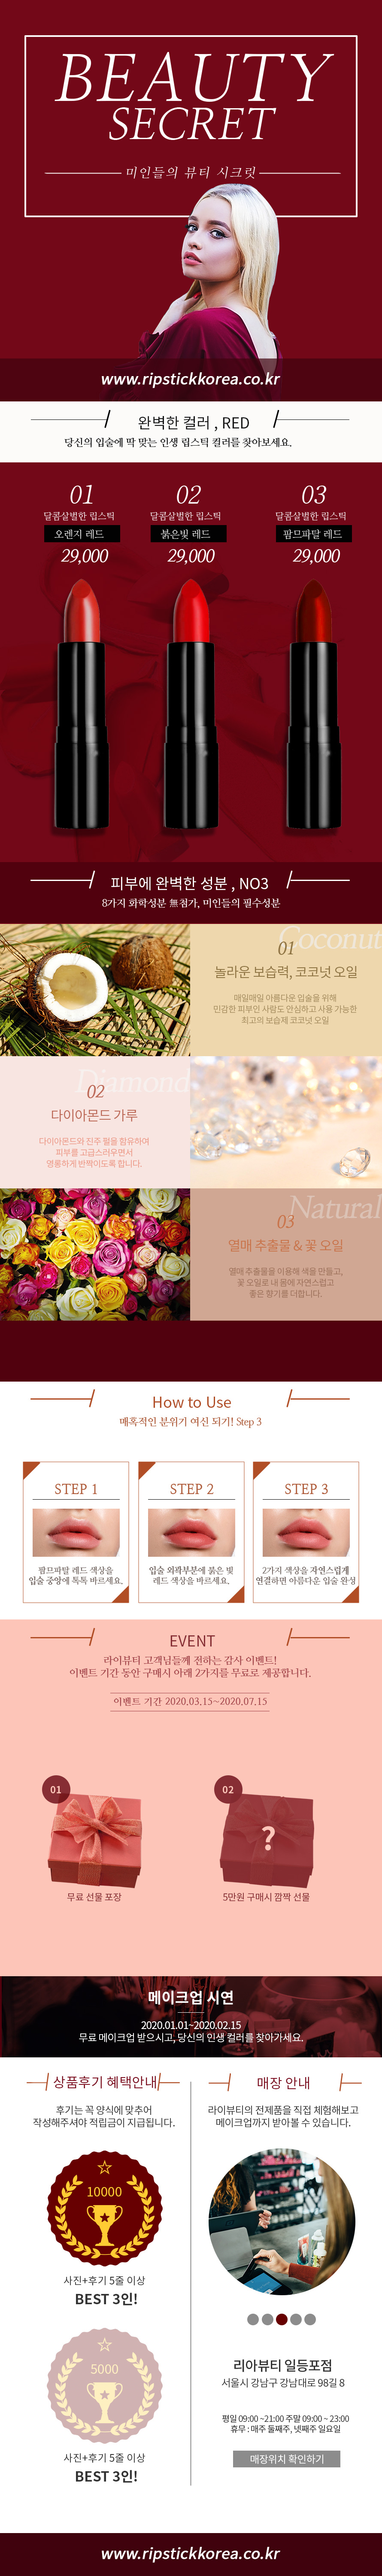 BEAUTY
SECRET
미인들의 뷰티 시크릿
www.ripstickkorea.co.kr
완벽한 컬러 , RED
당신의 입술에 딱 맞는 인생 립스틱 컬러를 찾아보세요.
01
달콤살벌한 립스틱
오렌지 레드
29,000
02
달콤살벌한 립스틱
붉은빛 레드
29,000
03
달콤살벌한 립스틱
팜므파탈 레드
29,000
피부에 완벽한 성분 , NO3
8가지 화학성분 無첨가, 미인들의 필수성분
Coconut
01
놀라운 보습력, 코코넛 오일
매일매일 아름다운 입술을 위해
민감한 피부인 사람도 안심하고 사용 가능한
최고의 보습제 코코넛 오일
Diamond
02
다이아몬드 가루
다이아몬드와 진주 펄을 함유하여
피부를 고급스러우면서
영롱하게 반짝이도록 합니다.
Natural
03
열매 추출물 & 꽃 오일
열매 추출물을 이용해 색을 만들고,
꽃 오일로 내 몸에 자연스럽고
좋은 향기를 더합니다.
How to Use
매혹적인 분위기 여신 되기! Step 3
STEP 1
팜므파탈 레드 색상을
입술 중앙에 톡톡 바르세요.
STEP 2
입술 외곽부분에 붉은 빛
레드 색상을 바르세요.
STEP 3
2가지 색상을 자연스럽게
연결하면 아름다운 입술 완성
EVENT
라이뷰티 고객님들께 전하는 감사 이벤트!
이벤트 기간 동안 구매시 아래 2가지를 무료로 제공합니다.
이벤트 기간 2020.03.15~2020.07.15
01
무료 선물 포장
02
?
5만원 구매시 깜짝 선물
메이크업 시연
2020.01.01~2020.02.15
무료 메이크업 받으시고, 당신의 인생 컬러를 찾아가세요.
상품후기 혜택안내
후기는 꼭 양식에 맞추어
작성해주셔야 적립금이 지급됩니다.
10000
사진+후기 5줄 이상
BEST 3인!
5000
사진+후기 5줄 이상
BEST 3인!
매장 안내
라이뷰티의 전제품을 직접 체험해보고
메이크업까지 받아볼 수 있습니다.
리아뷰티 일등포점
서울시 강남구 강남대로 98길 8
평일 09:00 ~21:00 주말 09:00 ~ 23:00
휴무 : 매주 둘째주, 넷째주 일요일
매장위치 확인하기
www.ripstickkorea.co.kr